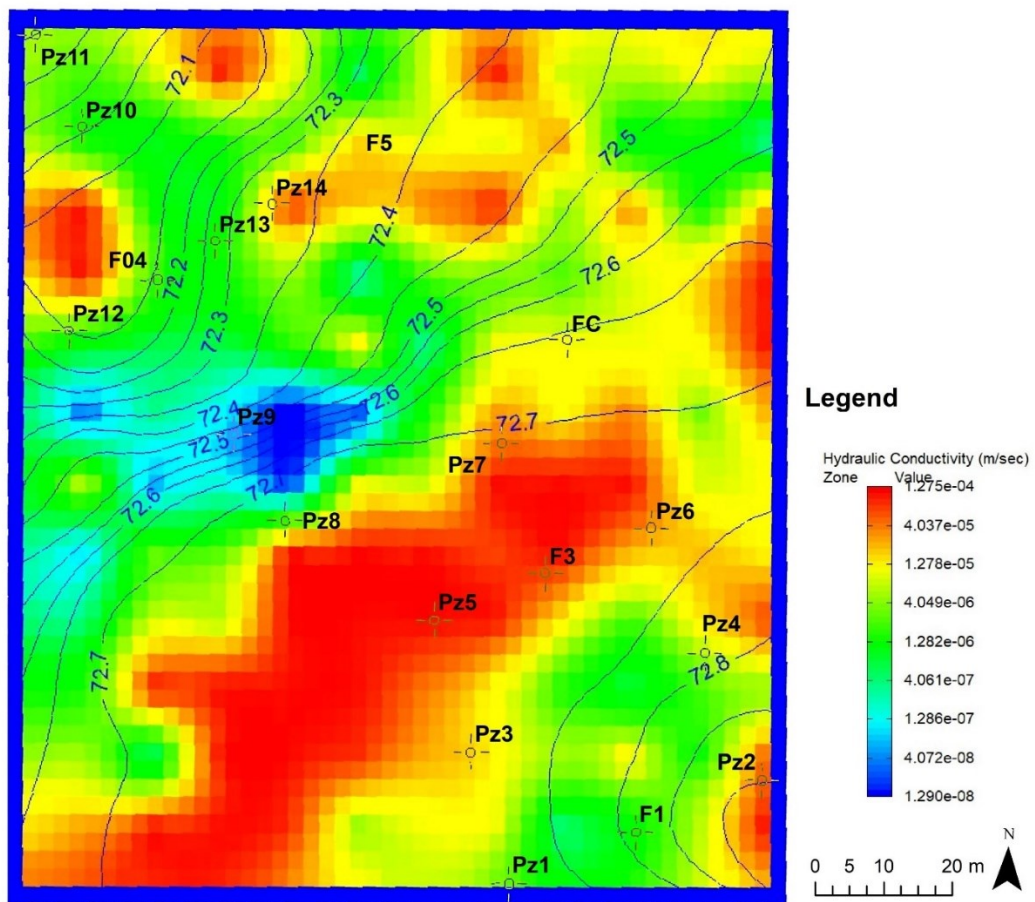 Pz11
72.1
Pz10
72.3
F5
72.5
Pz14
72.4
Pz13
F04
72.2
72.6
Pz12
72.3
72.5
FC
72.4
72.6
Pz9
72.5
72.7
72.7
Pz7
72.6
Pz8
Pz6
F3
Pz5
Pz4
72.7
72.8
Pz3
Pz2
F1
Pz1
Legend
Hydraulic Conductivity (m/sec)
Zone Value
1.275e-04
4.037e-05
1.278e-05
4.049e-06
1.282e-06
4.061e-07
1.286e-07
4.072e-08
1.290e-08
N
0 5 10 20 m